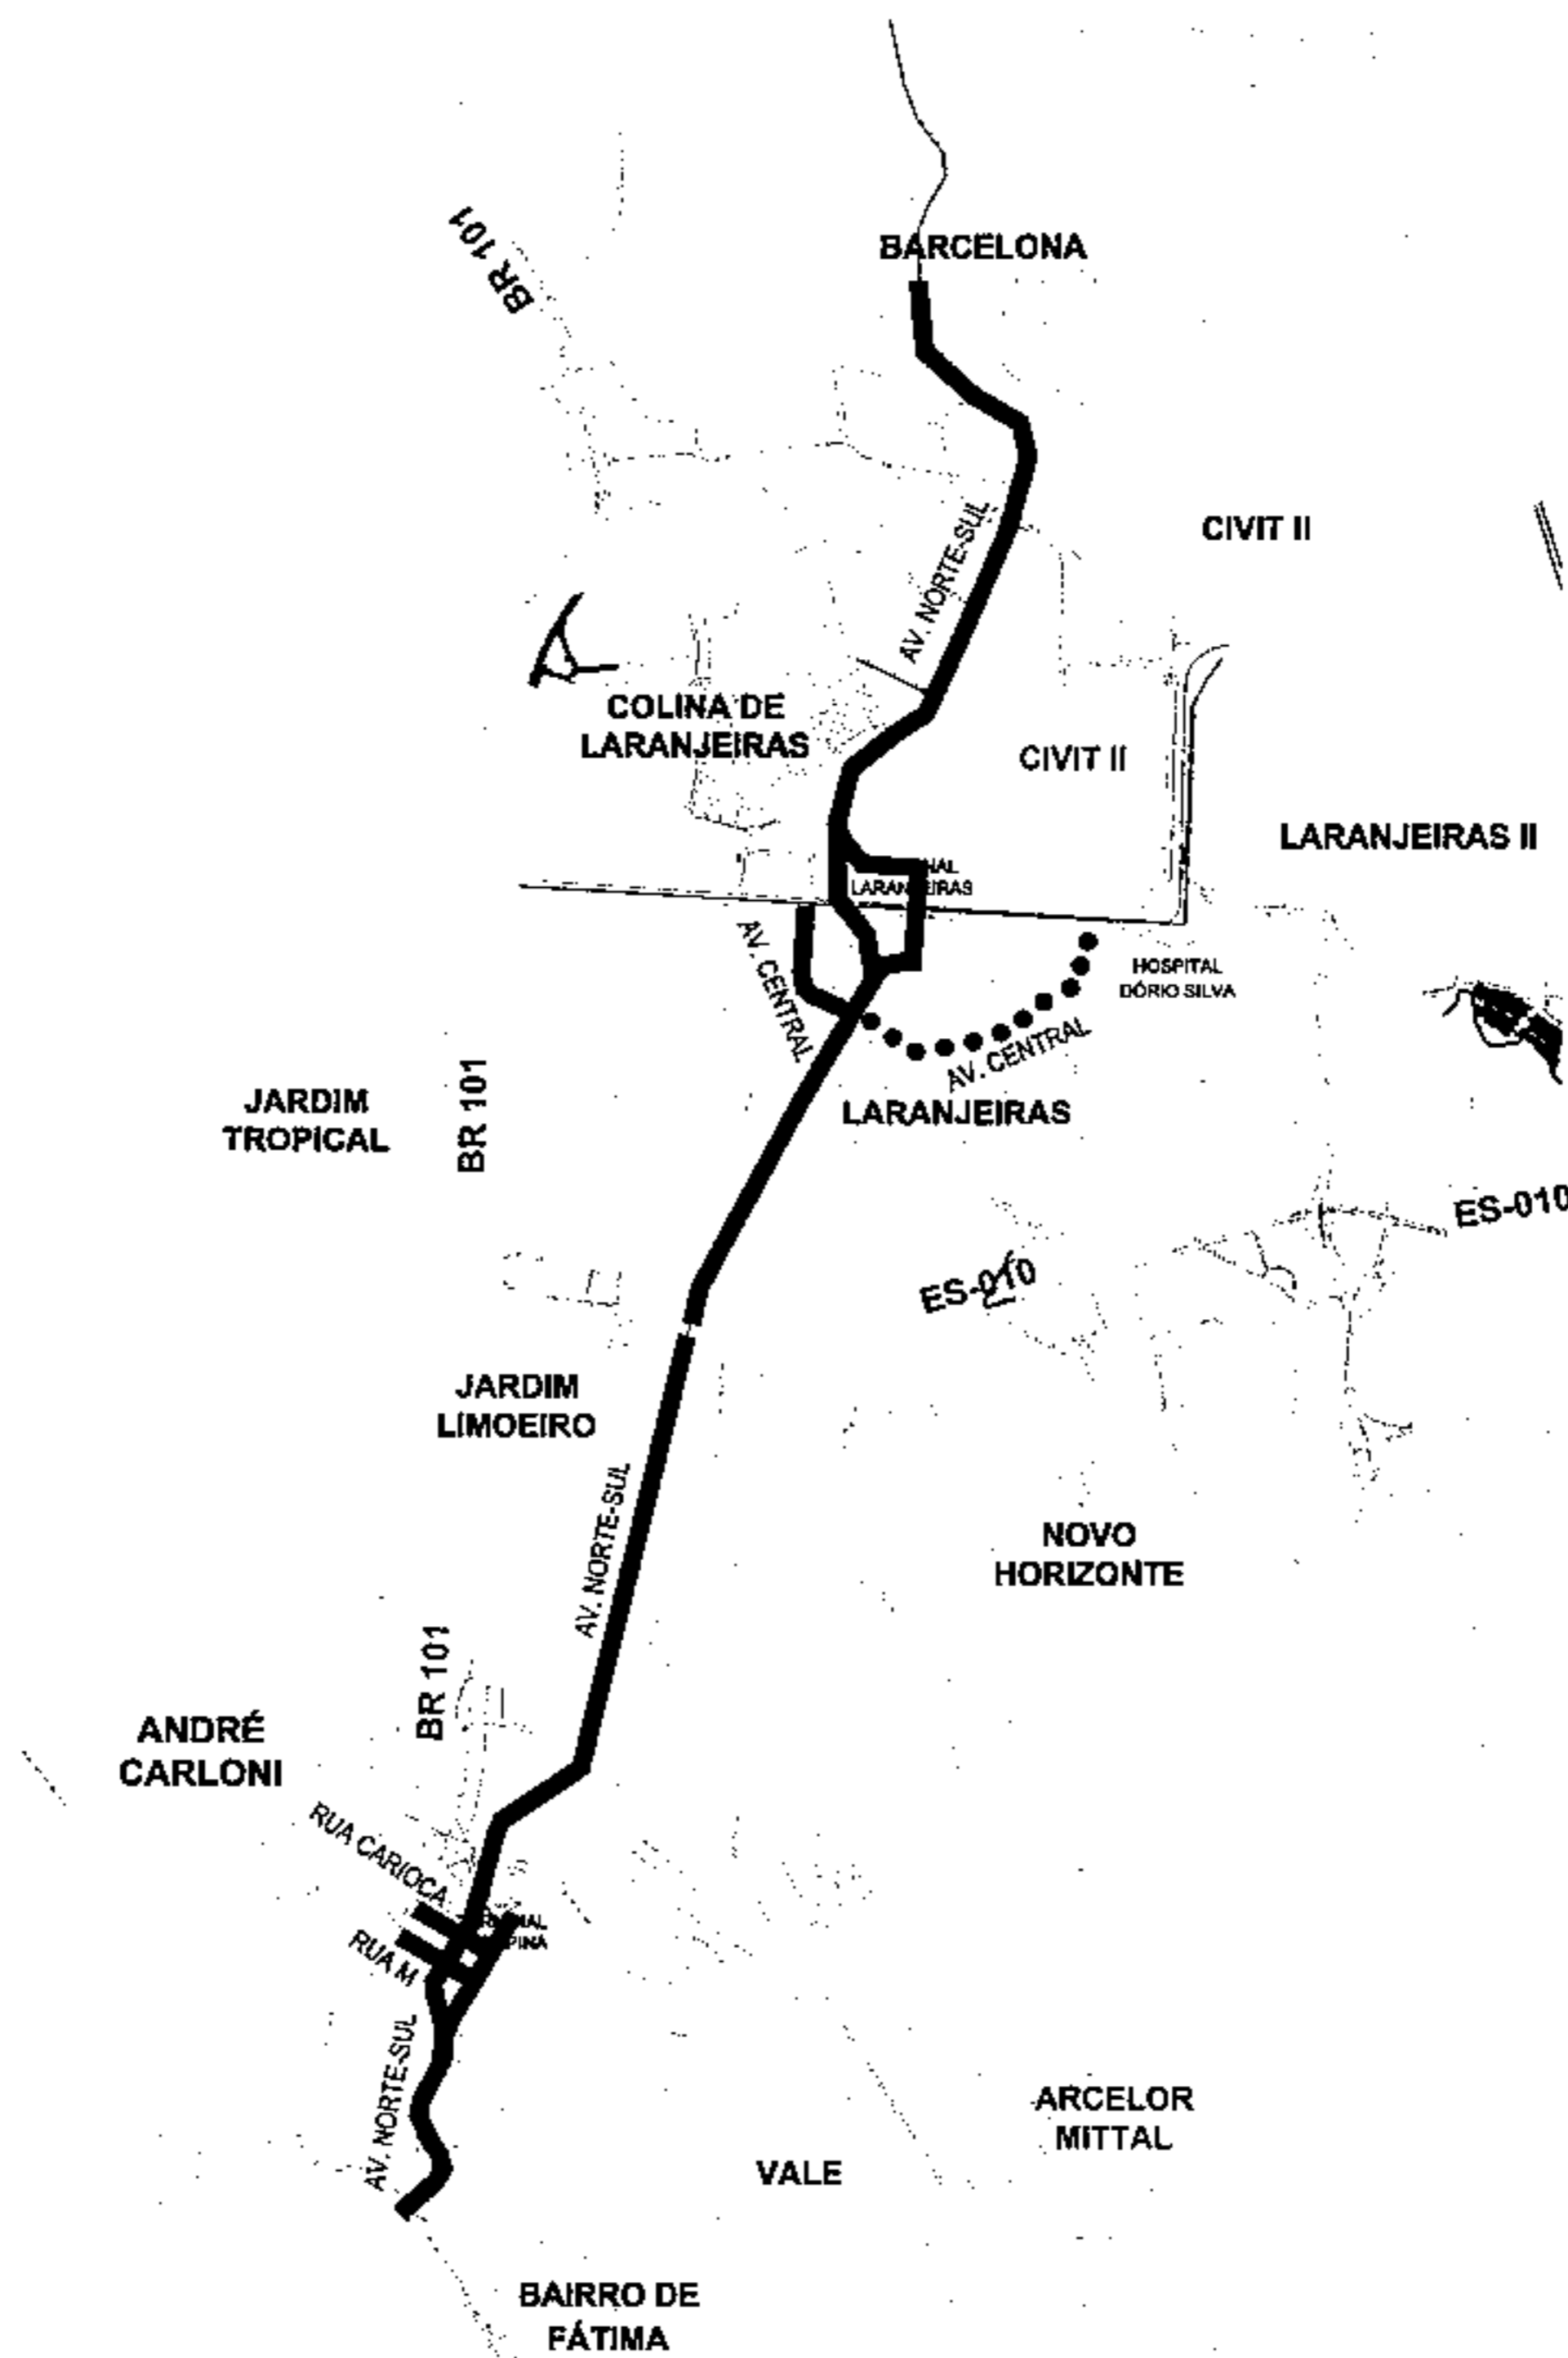 BR 101
BARCELONA
CIVIT II
AV. NORTE-SUL
COLINA DE
LARANJEIRAS
CIVIT II
LARANJEIRAS II
LARANJEIRAS
AV. CENTRAL
HOSPITAL
DÓRIO SILVA
AV. CENTRAL
LARANJEIRAS
JARDIM
TROPICAL
BR 101
ES-010
ES-010
JARDIM
LIMOEIRO
AV. NORTE-SUL
NOVO
HORIZONTE
BR 101
ANDRÉ
CARLONI
RUA CARIOCA
RUA M
AV. NORTE-SUL
ARCELOR
MITTAL
VALE
BAIRRO DE
FÁTIMA